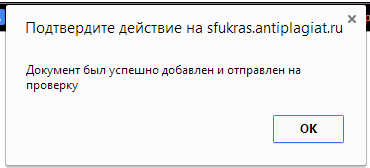 Подтвердите действие на sfukras.antiplagiat.ru
Документ был успешно добавлен и отправлен на
проверку
OK